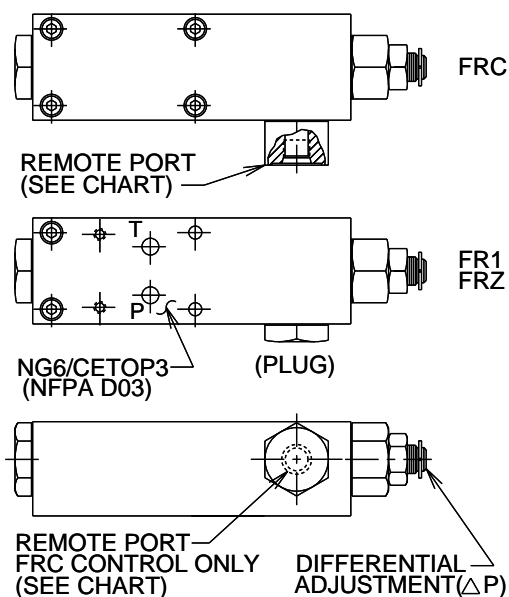 FRC
REMOTE PORT
(SEE CHART)
T
P
FR1
FRZ
NG6/CETOP3
(NFPA D03)
(PLUG)
REMOTE PORT
FRC CONTROL ONLY
(SEE CHART)
DIFFERENTIAL
ADJUSTMENT(△P)